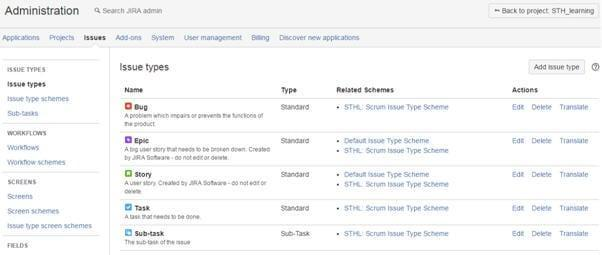 Administration
Search JIRA admin
Back to project: STH_learning
Applications Projects Issues Add-ons System User management Billing Discover new applications
ISSUE TYPES
Issue types
Issue type schemes
Sub-tasks
WORKFLOWS
Workflows
Workflow schemes
SCREENS
Screens
Screen schemes
Issue type screen schemes
FIELDS
Issue types
Add issue type
Name Type Related Schemes Actions
Bug Standard • STHL: Scrum Issue Type Scheme Edit Delete Translate
A problem which impairs or prevents the functions of
the product.
Epic Standard • Default Issue Type Scheme Edit Delete Translate
A big user story that needs to be broken down. Created • STHL: Scrum Issue Type Scheme
by JIRA Software - do not edit or delete.
Story Standard • Default Issue Type Scheme Edit Delete Translate
A user story. Created by JIRA Software - do not edit or • STHL: Scrum Issue Type Scheme
delete.
Task Standard • STHL: Scrum Issue Type Scheme Edit Delete Translate
A task that needs to be done.
Sub-task Sub-Task • STHL: Scrum Issue Type Scheme Edit Delete Translate
The sub-task of the issue